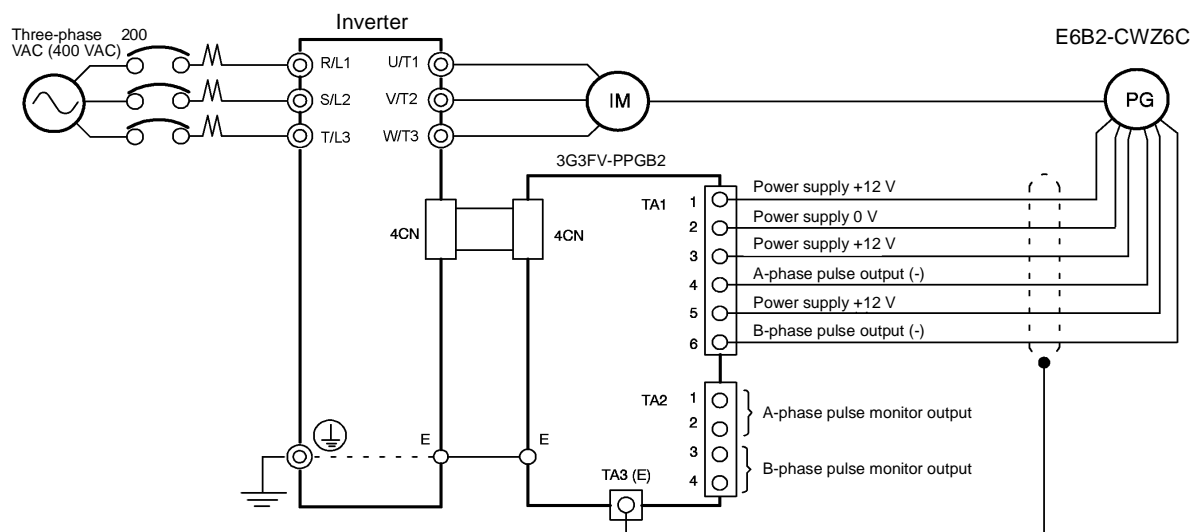 Inverter
Three-phase 200
VAC (400 VAC)
E6B2-CWZ6C
R/L1 U/T1
S/L2 V/T2
T/L3 W/T3
IM
PG
3G3FV-PPGB2
4CN
4CN
TA1
1 Power supply +12 V
2 Power supply 0 V
3 Power supply +12 V
4 A-phase pulse output (-)
5 Power supply +12 V
6 B-phase pulse output (-)
TA2
1
2
A-phase pulse monitor output
3
4
B-phase pulse monitor output
E
E
TA3 (E)